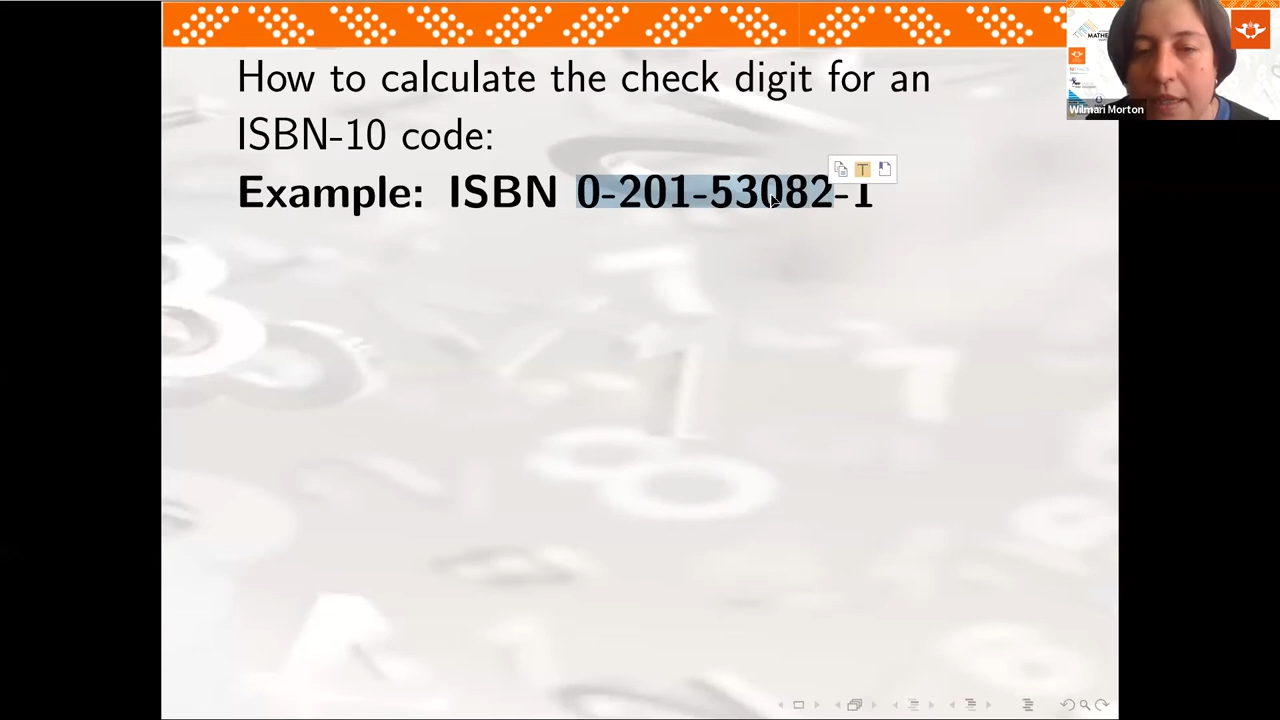 How to calculate the check digit for an
ISBN-10 code:
Example: ISBN 0-201-53082-1
Wilmari Morton
MATHE